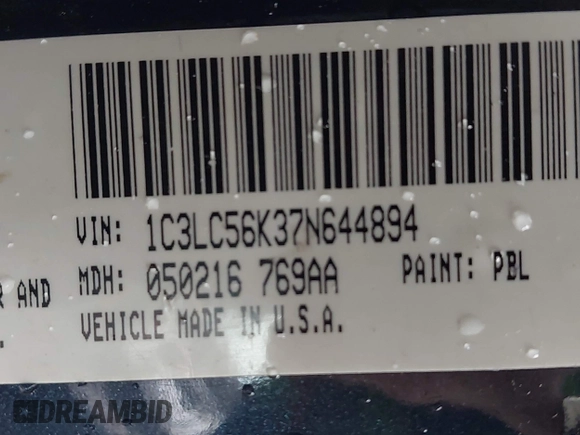 VIN: 1C3LC56K37N644894
MDH: 050216 769AA PAINT: PBL
R AND
VEHICLE MADE IN U.S.A.
DREAMBID